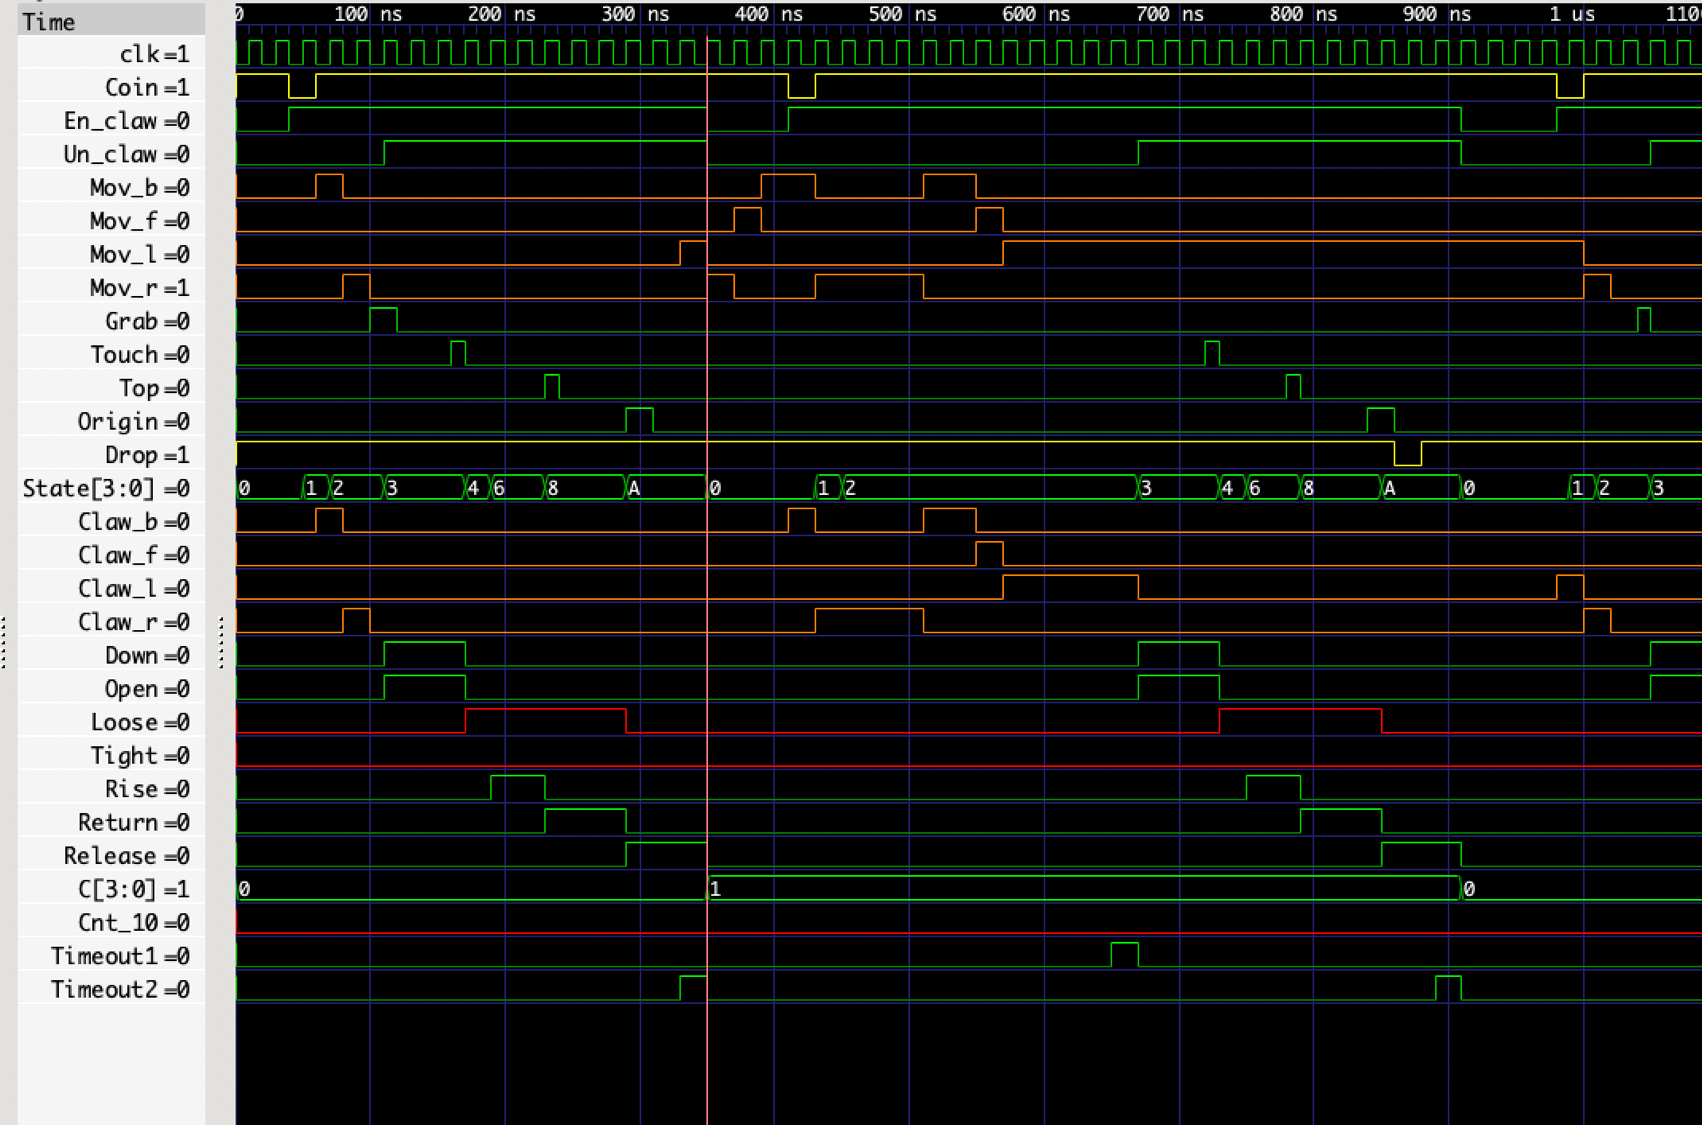 Time
0 100 ns 200 ns 300 ns 400 ns 500 ns 600 ns 700 ns 800 ns 900 ns 1 us 1100
clk=1
Coin=1
En_claw=0
Un_claw=0
Mov_b=0
Mov_f=0
Mov_l=0
Mov_r=1
Grab=0
Touch=0
Top=0
Origin=0
Drop=1
State[3:0]=0 0 1 2 3 4 6 8 A 0 1 2 3 4 6 8 A 0 1 2 3
Claw_b=0
Claw_f=0
Claw_l=0
Claw_r=0
Down=0
Open=0
Loose=0
Tight=0
Rise=0
Return=0
Release=0
C[3:0]=1 0 1 0
Cnt_10=0
Timeout1=0
Timeout2=0